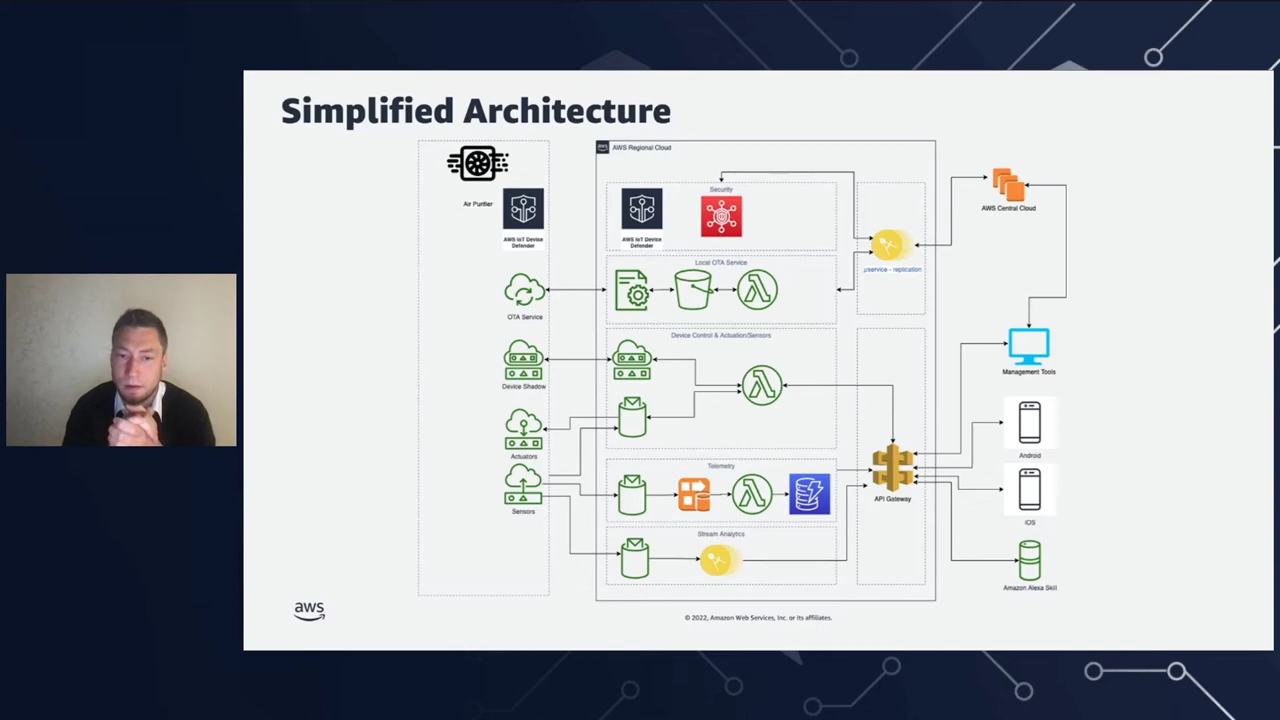 Simplified Architecture
aws
AWS Regional Cloud
Air Purifier
AWS IoT Device
Defender
OTA Service
Device Shadow
Actuators
Sensors
Security
AWS IoT Device
Defender
Local OTA Service
Device Control & Actuation/Sensors
Telemetry
Stream Analytics
μservice - replication
API Gateway
AWS Central Cloud
Management Tools
Android
iOS
Amazon Alexa Skill
aws
© 2022, Amazon Web Services, Inc. or its affiliates.